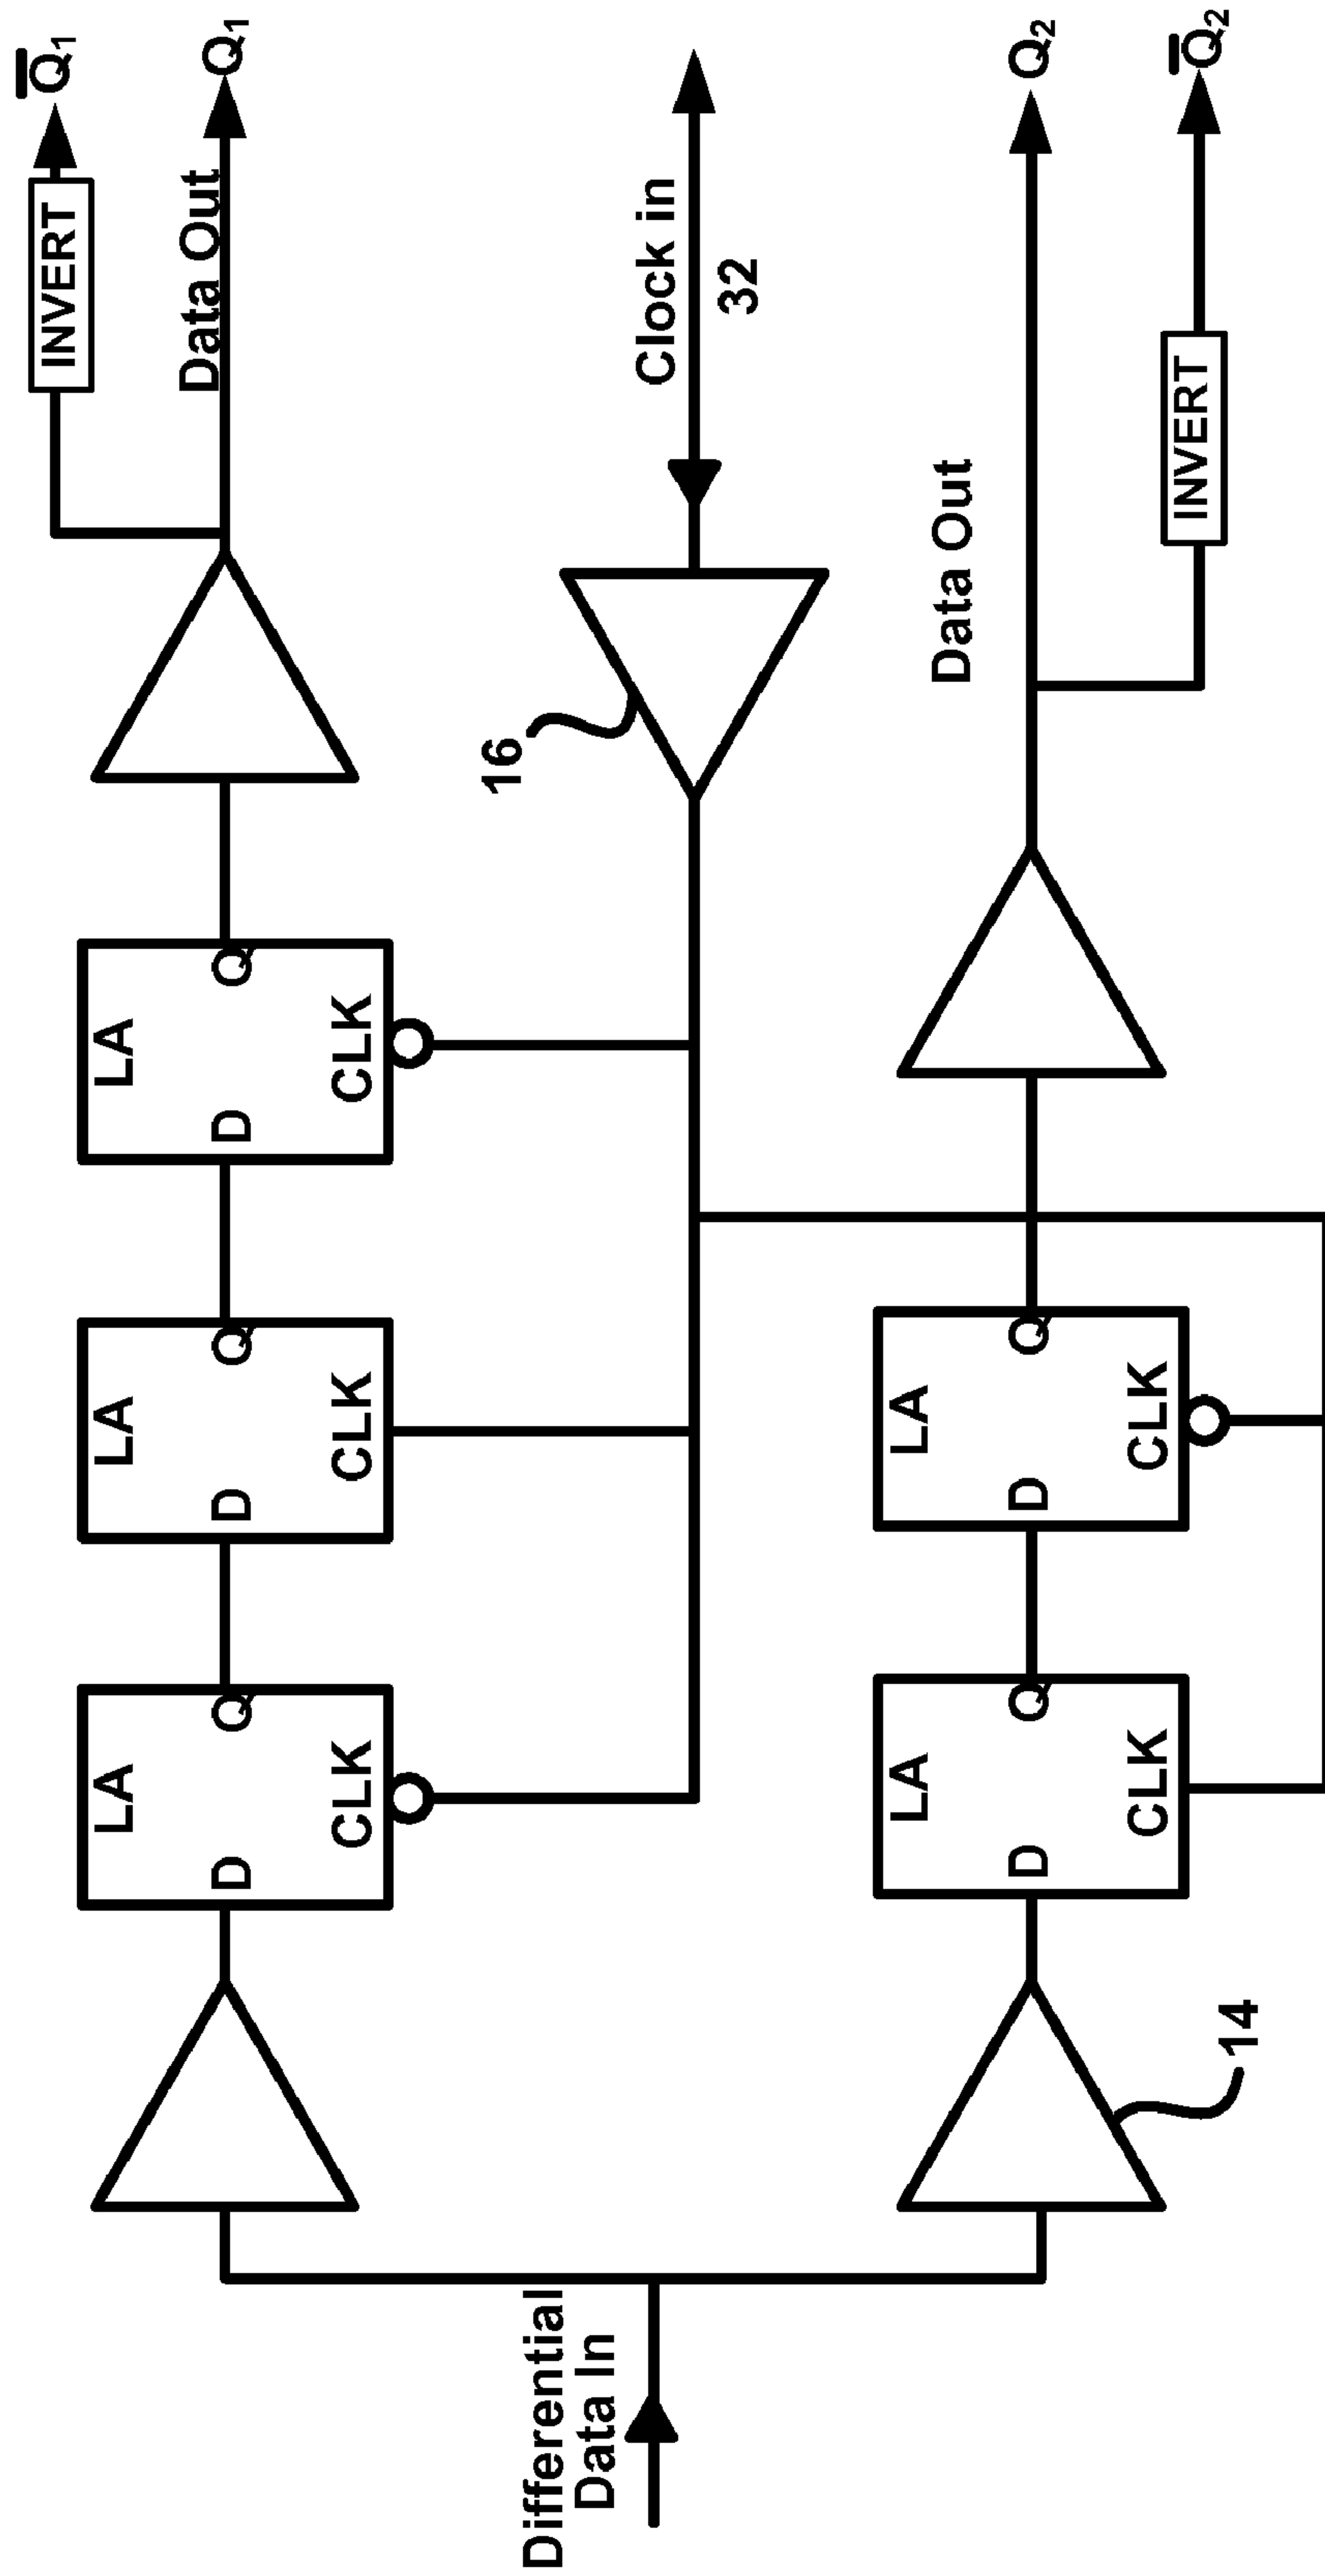 Differential
Data In
LA
D
Q
CLK
LA
D
Q
CLK
LA
D
Q
CLK
INVERT
Q̅1
Data Out
Q1
16
Clock in
32
14
LA
D
Q
CLK
LA
D
Q
CLK
Data Out
Q2
INVERT
Q̅2